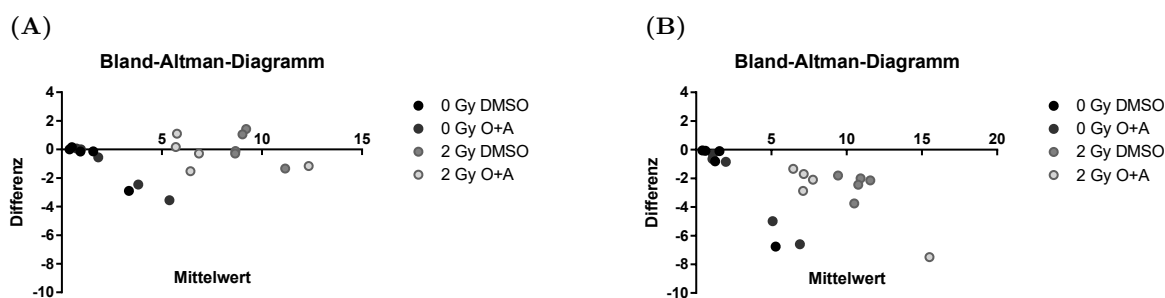 (A)
Bland-Altman-Diagramm
4
2
0
-2
-4
-6
-8
-10
5
10
15
Differenz
Mittelwert
0 Gy DMSO
0 Gy O+A
2 Gy DMSO
2 Gy O+A
(B)
Bland-Altman-Diagramm
4
2
0
-2
-4
-6
-8
-10
5
10
15
20
Differenz
Mittelwert
0 Gy DMSO
0 Gy O+A
2 Gy DMSO
2 Gy O+A